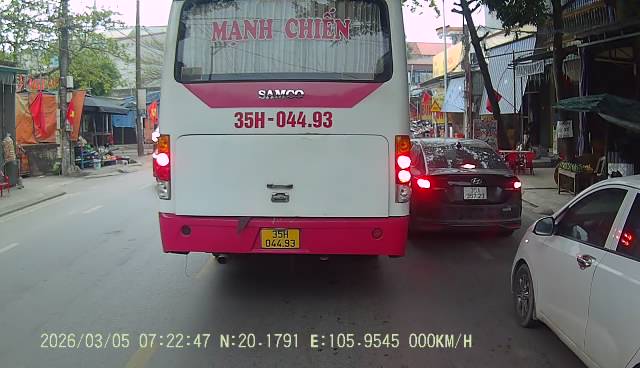 MẠNH CHIẾN
SAMCO
35H-044.93
35H
044.93
2026/03/05 07:22:47 N:20.1791 E:105.9545 000KM/H